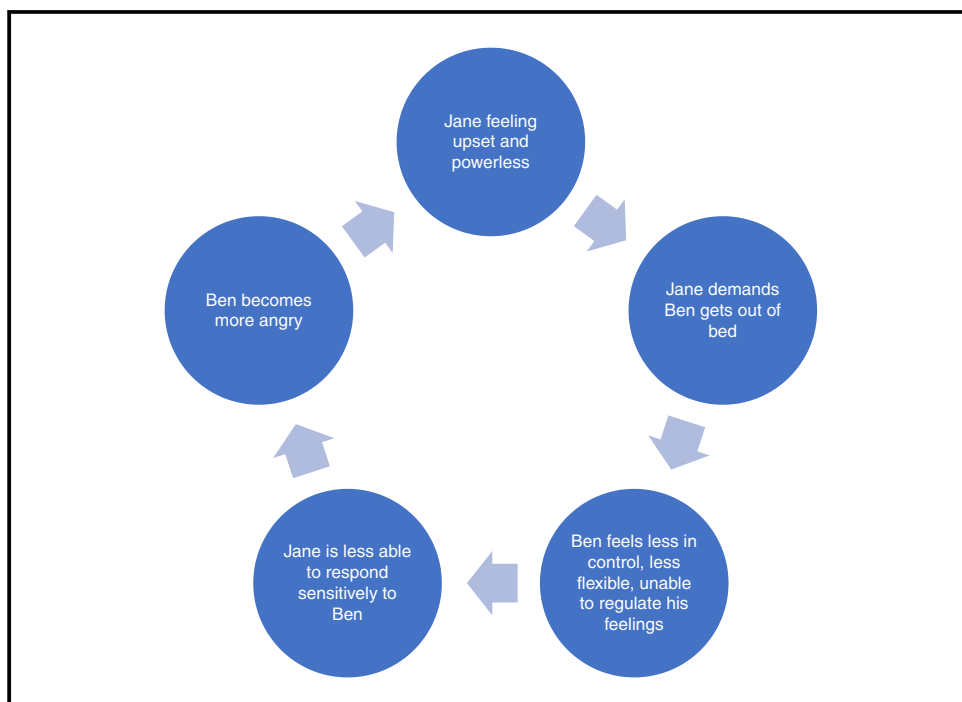 Jane feeling
upset and
powerless
Jane demands
Ben gets out of
bed
Ben feels less in
control, less
flexible, unable
to regulate his
feelings
Jane is less able
to respond
sensitively to
Ben
Ben becomes
more angry